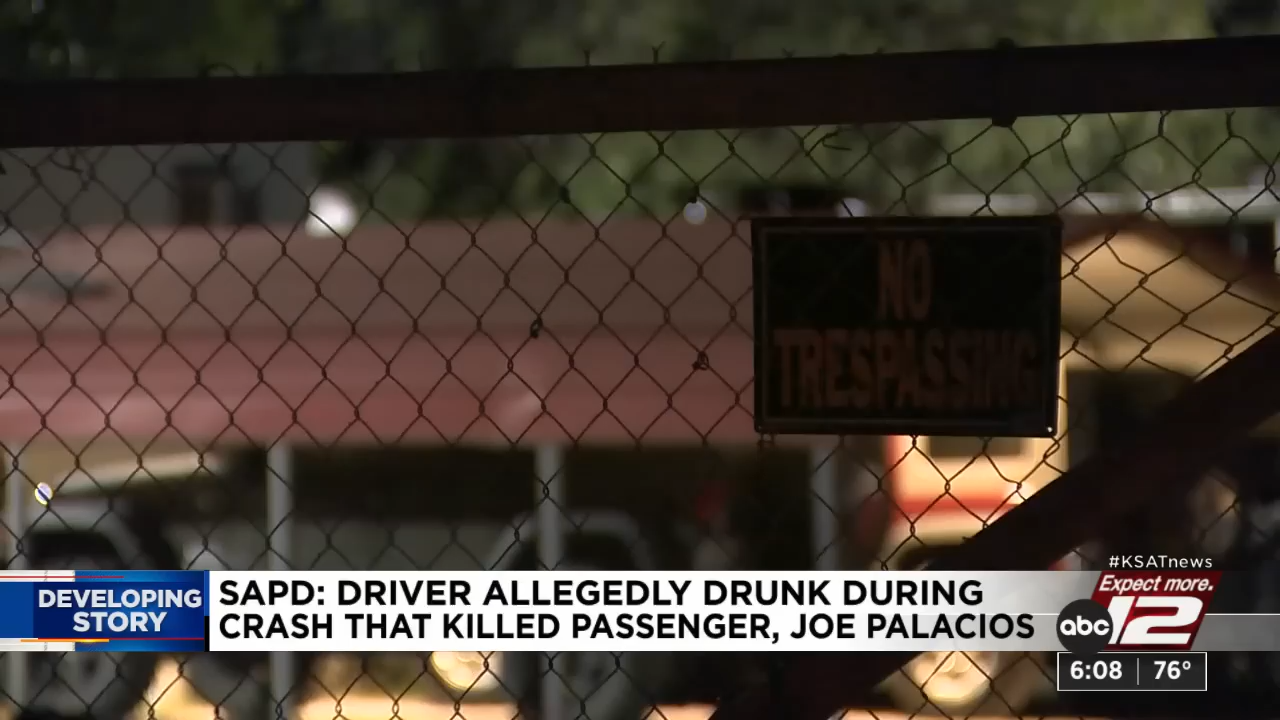 NO
TRESPASSING
#KSATnews
DEVELOPING
STORY
SAPD: DRIVER ALLEGEDLY DRUNK DURING
CRASH THAT KILLED PASSENGER, JOE PALACIOS
Expect more.
abc 12
6:08 76°